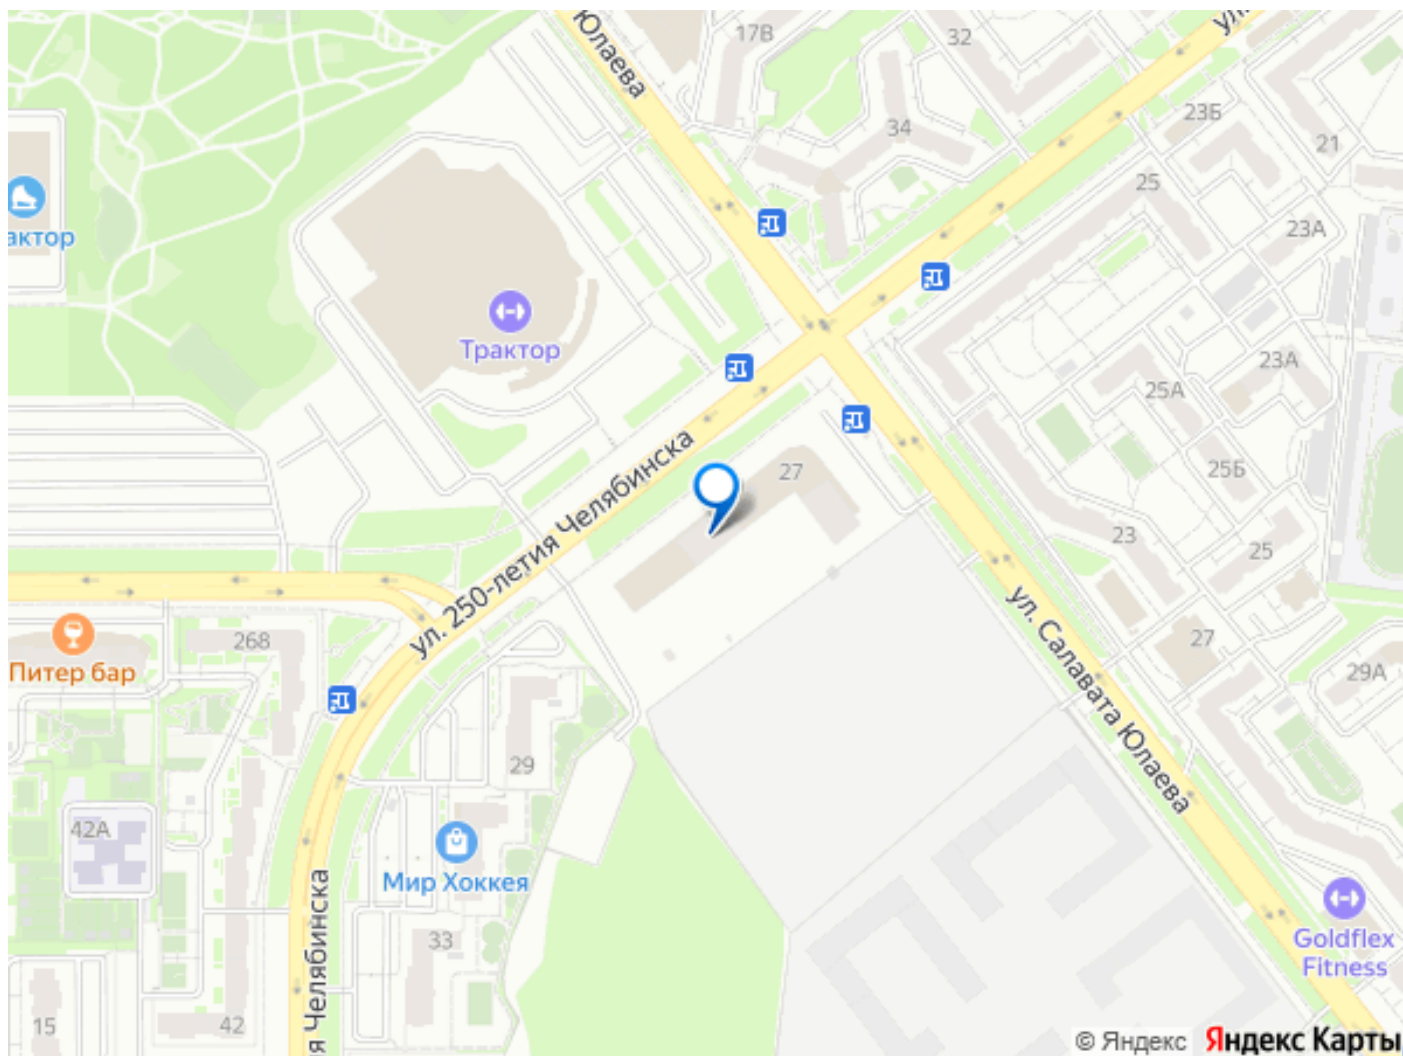 Юлаева
17В
32
ул.
23Б
21
34
25
актор
23А
Трактор
23А
25А
ул. 250-летия Челябинска
27
25Б
23
25
268
Питер бар
ул. Салавата Юлаева
27
29А
29
42А
Мир Хоккея
я Челябинска
33
Goldflex
Fitness
15
42
© Яндекс Яндекс Карты